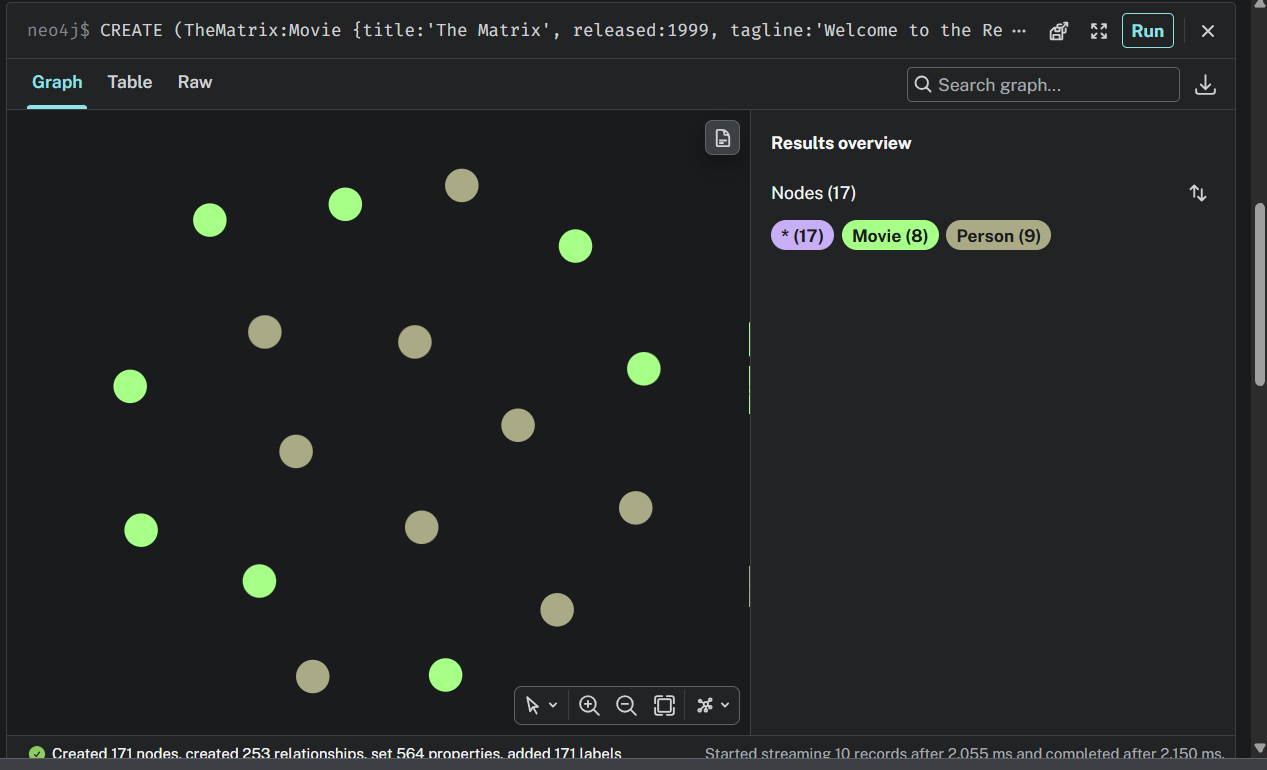 neo4j$ CREATE (TheMatrix:Movie {title:'The Matrix', released:1999, tagline:'Welcome to the Re ··· Run
Graph Table Raw
Search graph...
Results overview
Nodes (17)
* (17) Movie (8) Person (9)
Created 171 nodes, created 253 relationships, set 564 properties, added 171 labels
Started streaming 10 records after 2,055 ms and completed after 2,150 ms.